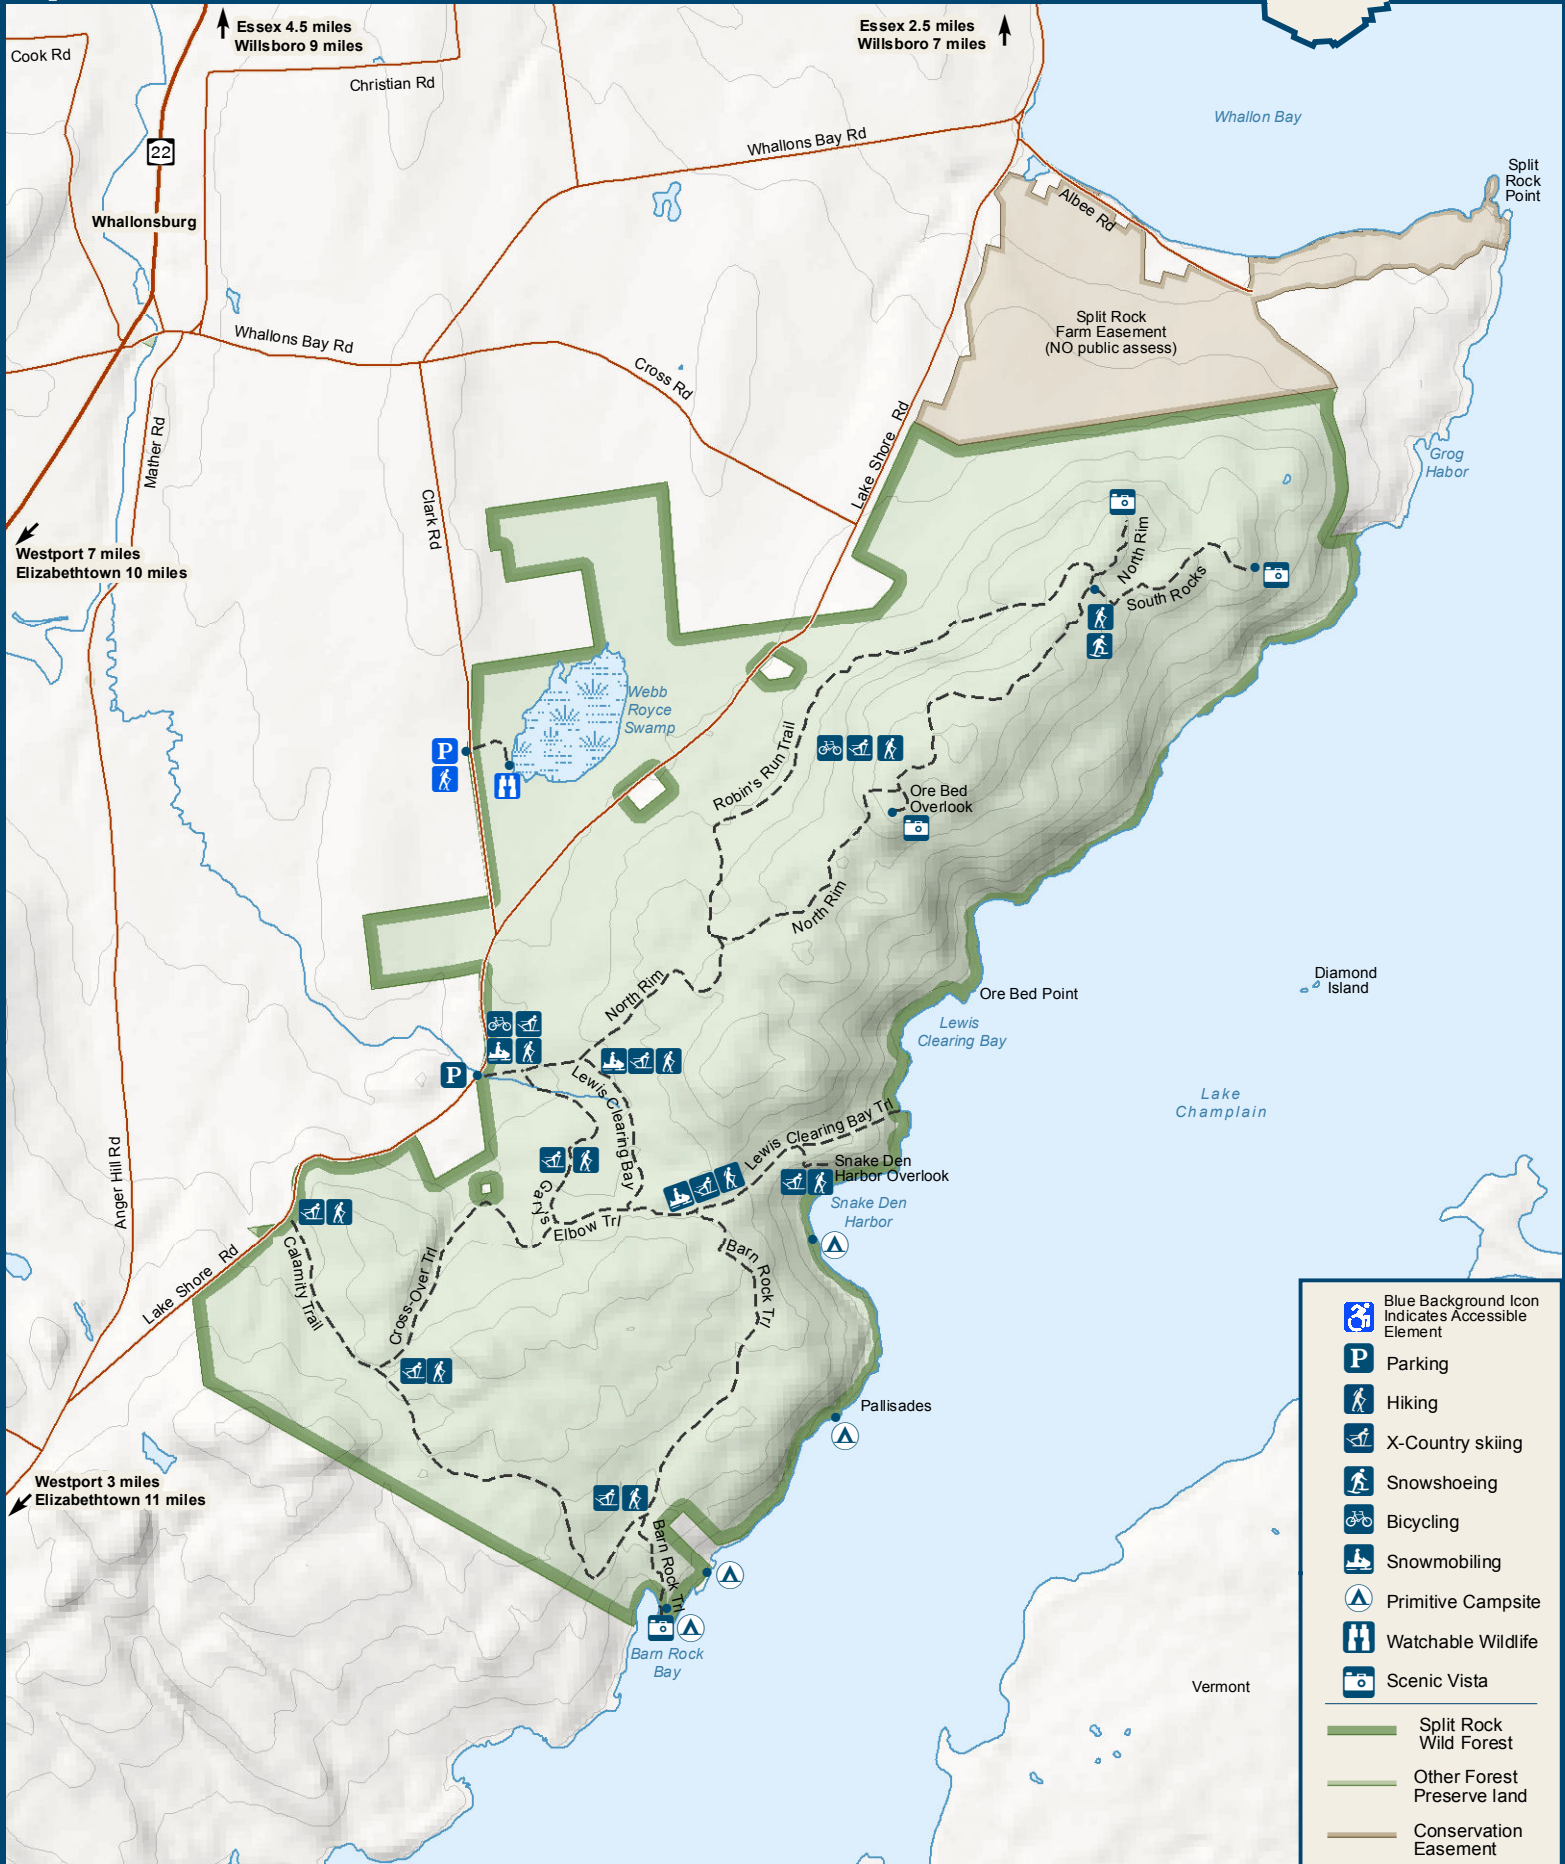 Essex 4.5 miles
Willsboro 9 miles
Essex 2.5 miles
Willsboro 7 miles
Cook Rd
Christian Rd
Whallon Bay
22
Whallons Bay Rd
Split
Rock
Point
Albee Rd
Whallonsburg
Split Rock
Farm Easement
(NO public assess)
Whallons Bay Rd
Cross Rd
Mather Rd
Lake Shore Rd
Grog
Habor
Clark Rd
Westport 7 miles
Elizabethtown 10 miles
North Rim
South Rocks
Webb
Royce
Swamp
P
Robin's Run Trail
Ore Bed
Overlook
North Rim
Diamond
Island
North Rim
Ore Bed Point
Lewis
Clearing Bay
P
Lewis Clearing Bay
Lake
Champlain
Lewis Clearing Bay Trl
Snake Den
Harbor Overlook
Anger Hill Rd
Gary's
Elbow Trl
Snake Den
Harbor
Lake Shore Rd
Calamity Trail
Cross-Over Trl
Barn Rock Trl
Pallisades
Westport 3 miles
Elizabethtown 11 miles
Barn Rock Trl
Barn Rock
Bay
Vermont
Blue Background Icon
Indicates Accessible
Element
P Parking
Hiking
X-Country skiing
Snowshoeing
Bicycling
Snowmobiling
Primitive Campsite
Watchable Wildlife
Scenic Vista
Split Rock
Wild Forest
Other Forest
Preserve land
Conservation
Easement